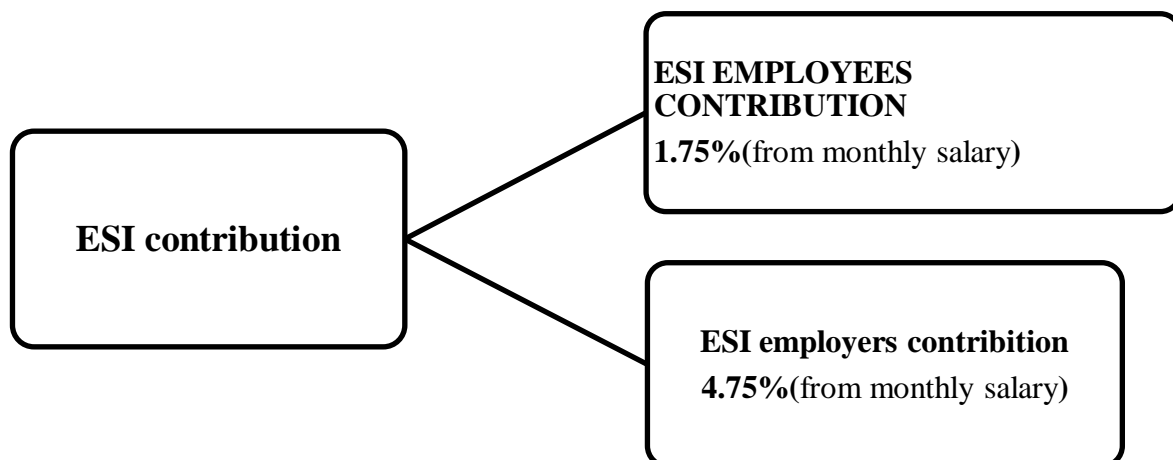 ESI contribution
ESI EMPLOYEES
CONTRIBUTION
1.75%(from monthly salary)
ESI employers contribition
4.75%(from monthly salary)